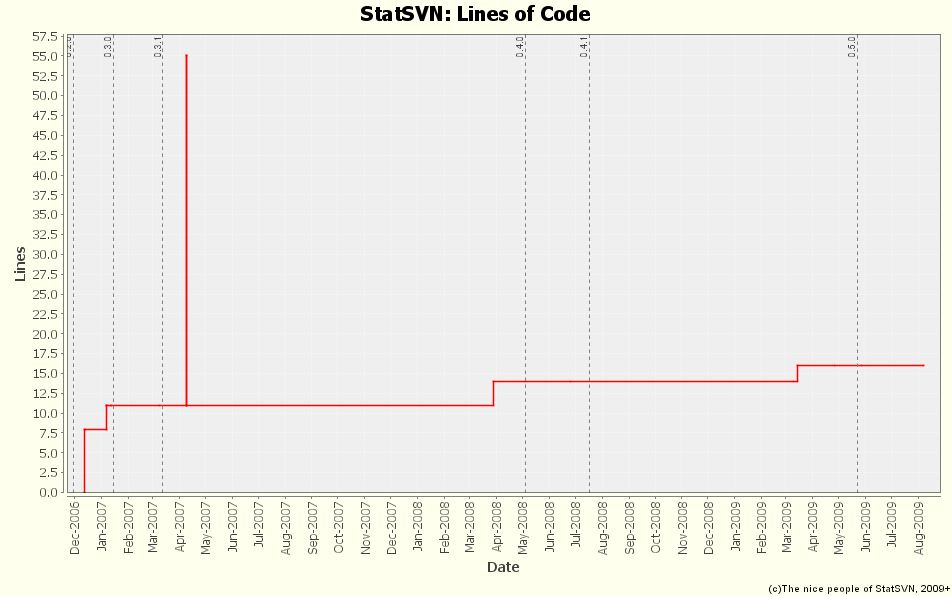 StatSVN: Lines of Code
57.5
55.0
52.5
50.0
47.5
45.0
42.5
40.0
37.5
35.0
32.5
30.0
27.5
25.0
22.5
20.0
17.5
15.0
12.5
10.0
7.5
5.0
2.5
0.0
Lines
0.3.0
0.3.1
0.4.0
0.4.1
0.5.0
Dec-2006
Jan-2007
Feb-2007
Mar-2007
Apr-2007
May-2007
Jun-2007
Jul-2007
Aug-2007
Sep-2007
Oct-2007
Nov-2007
Dec-2007
Jan-2008
Feb-2008
Mar-2008
Apr-2008
May-2008
Jun-2008
Jul-2008
Aug-2008
Sep-2008
Oct-2008
Nov-2008
Dec-2008
Jan-2009
Feb-2009
Mar-2009
Apr-2009
May-2009
Jun-2009
Jul-2009
Aug-2009
Date
(c)The nice people of StatSVN, 2009+